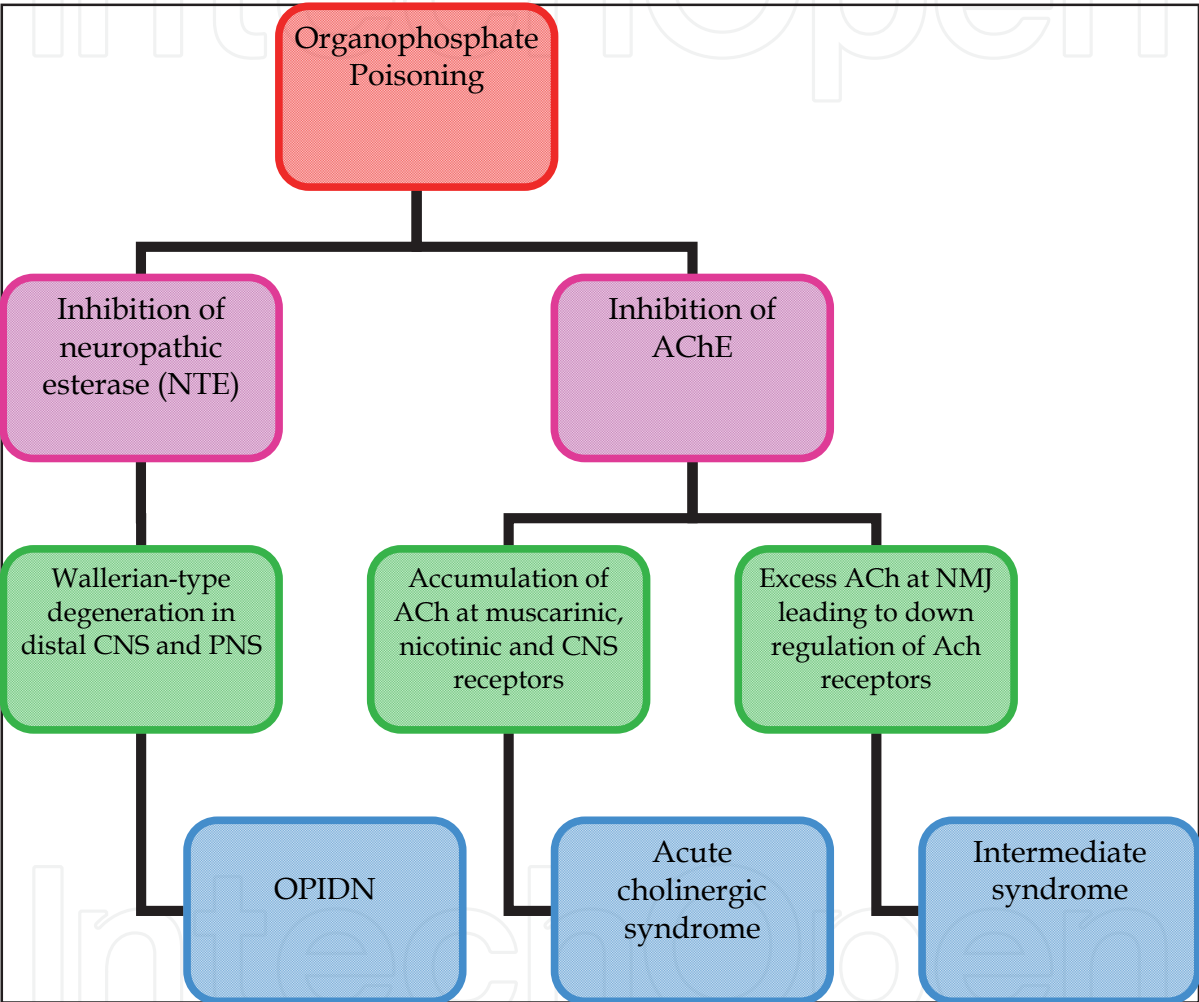 IntechOpen
Organophosphate
Poisoning
Inhibition of
neuropathic
esterase (NTE)
Inhibition of
AChE
Wallerian-type
degeneration in
distal CNS and PNS
Accumulation of
ACh at muscarinic,
nicotinic and CNS
receptors
Excess ACh at NMJ
leading to down
regulation of Ach
receptors
OPIDN
Acute
cholinergic
syndrome
Intermediate
syndrome
IntechOpen